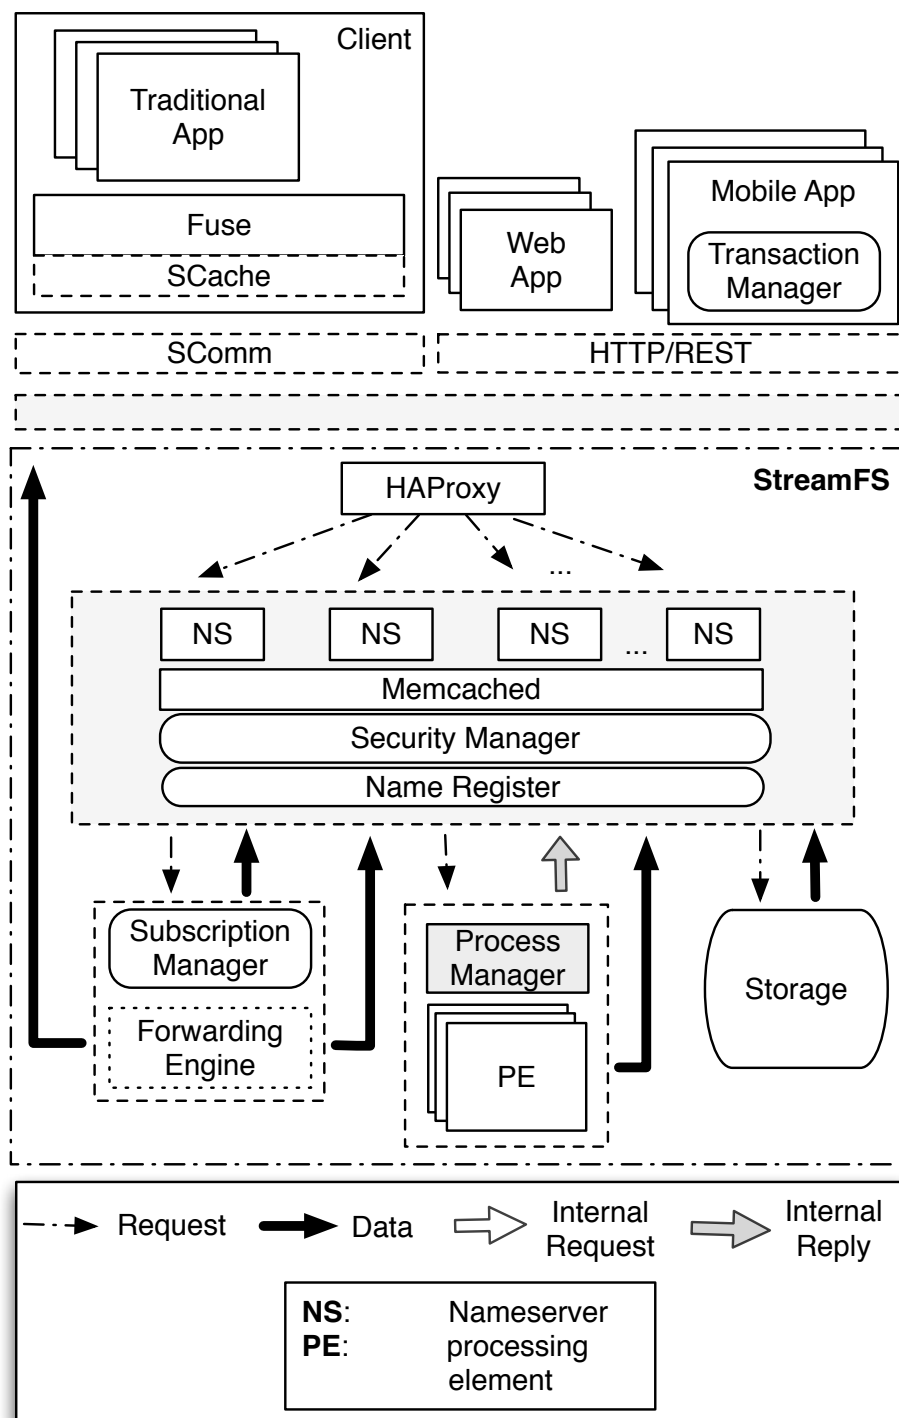 Client
Traditional
App
Fuse
SCache
Web
App
Mobile App
Transaction
Manager
SComm
HTTP/REST
StreamFS
HAProxy
...
NS
NS
NS
...
NS
Memcached
Security Manager
Name Register
Subscription
Manager
Forwarding
Engine
Process
Manager
PE
Storage
Request
Data
Internal
Request
Internal
Reply
NS: Nameserver
PE: processing
element